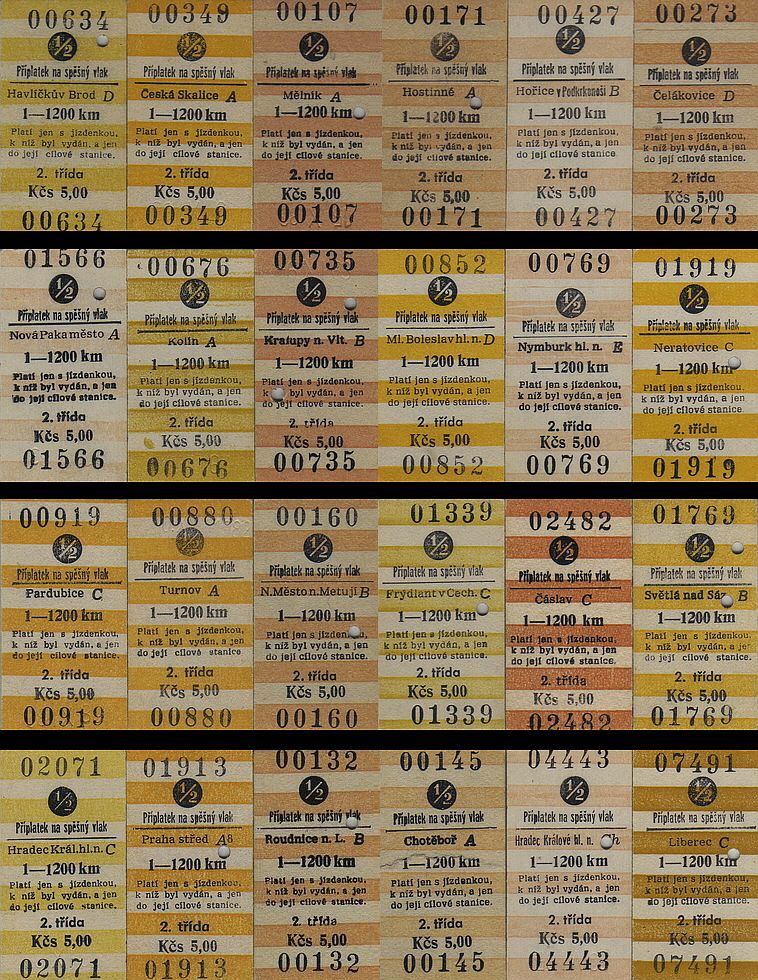 00634
1/2
Příplatek na spěšný vlak
Havlíčkův Brod D
1—1200 km
Platí jen s jízdenkou,
k níž byl vydán, a jen
do její cílové stanice.
2. třída
Kčs 5,00
00634
00349
1/2
Příplatek na spěšný vlak
Česká Skalice A
1—1200 km
Platí jen s jízdenkou,
k níž byl vydán, a jen
do její cílové stanice.
2. třída
Kčs 5,00
00349
00107
1/2
Příplatek na spěšný vlak
Mělník A
1—1200 km
Platí jen s jízdenkou,
k níž byl vydán, a jen
do její cílové stanice.
2. třída
Kčs 5,00
00107
00171
1/2
Příplatek na spěšný vlak
Hostinné A
1—1200 km
Platí jen s jízdenkou,
k níž byl vydán, a jen
do její cílové stanice.
2. třída
Kčs 5,00
00171
00427
1/2
Příplatek na spěšný vlak
Hořice v Podkrkonoší B
1—1200 km
Platí jen s jízdenkou,
k níž byl vydán, a jen
do její cílové stanice.
2. třída
Kčs 5,00
00427
00273
1/2
Příplatek na spěšný vlak
Čelákovice D
1—1200 km
Platí jen s jízdenkou,
k níž byl vydán, a jen
do její cílové stanice.
2. třída
Kčs 5,00
00273
01566
1/2
Příplatek na spěšný vlak
Nová Paka město A
1—1200 km
Platí jen s jízdenkou,
k níž byl vydán, a jen
do její cílové stanice.
2. třída
Kčs 5,00
01566
00676
1/2
Příplatek na spěšný vlak
Kolín A
1—1200 km
Platí jen s jízdenkou,
k níž byl vydán, a jen
do její cílové stanice.
2. třída
Kčs 5,00
00676
00735
1/2
Příplatek na spěšný vlak
Kralupy n. Vlt. B
1—1200 km
Platí jen s jízdenkou,
k níž byl vydán, a jen
do její cílové stanice.
2. třída
Kčs 5,00
00735
00852
1/2
Příplatek na spěšný vlak
Ml. Boleslav hl. n. D
1—1200 km
Platí jen s jízdenkou,
k níž byl vydán, a jen
do její cílové stanice.
2. třída
Kčs 5,00
00852
00769
1/2
Příplatek na spěšný vlak
Nymburk hl. n. E
1—1200 km
Platí jen s jízdenkou,
k níž byl vydán, a jen
do její cílové stanice.
2. třída
Kčs 5,00
00769
01919
1/2
Příplatek na spěšný vlak
Neratovice C
1—1200 km
Platí jen s jízdenkou,
k níž byl vydán, a jen
do její cílové stanice.
2. třída
Kčs 5,00
01919
00919
1/2
Příplatek na spěšný vlak
Pardubice C
1—1200 km
Platí jen s jízdenkou,
k níž byl vydán, a jen
do její cílové stanice.
2. třída
Kčs 5,00
00919
00880
1/2
Příplatek na spěšný vlak
Turnov A
1—1200 km
Platí jen s jízdenkou,
k níž byl vydán, a jen
do její cílové stanice.
2. třída
Kčs 5,00
00880
00160
1/2
Příplatek na spěšný vlak
N. Město n. Metují B
1—1200 km
Platí jen s jízdenkou,
k níž byl vydán, a jen
do její cílové stanice.
2. třída
Kčs 5,00
00160
01339
1/2
Příplatek na spěšný vlak
Frýdlant v Čech. C
1—1200 km
Platí jen s jízdenkou,
k níž byl vydán, a jen
do její cílové stanice.
2. třída
Kčs 5,00
01339
02482
1/2
Příplatek na spěšný vlak
Čáslav C
1—1200 km
Platí jen s jízdenkou,
k níž byl vydán, a jen
do její cílové stanice.
2. třída
Kčs 5,00
02482
01769
1/2
Příplatek na spěšný vlak
Světlá nad Sáz. B
1—1200 km
Platí jen s jízdenkou,
k níž byl vydán, a jen
do její cílové stanice.
2. třída
Kčs 5,00
01769
02071
1/2
Příplatek na spěšný vlak
Hradec Král. hl. n. C
1—1200 km
Platí jen s jízdenkou,
k níž byl vydán, a jen
do její cílové stanice.
2. třída
Kčs 5,00
02071
01913
1/2
Příplatek na spěšný vlak
Praha střed A8
1—1200 km
Platí jen s jízdenkou,
k níž byl vydán, a jen
do její cílové stanice.
2. třída
Kčs 5,00
01913
00132
1/2
Příplatek na spěšný vlak
Roudnice n. L. B
1—1200 km
Platí jen s jízdenkou,
k níž byl vydán, a jen
do její cílové stanice.
2. třída
Kčs 5,00
00132
00145
1/2
Příplatek na spěšný vlak
Chotěboř A
1—1200 km
Platí jen s jízdenkou,
k níž byl vydán, a jen
do její cílové stanice.
2. třída
Kčs 5,00
00145
04443
1/2
Příplatek na spěšný vlak
Hradec Králové hl. n. Ch
1—1200 km
Platí jen s jízdenkou,
k níž byl vydán, a jen
do její cílové stanice.
2. třída
Kčs 5,00
04443
07491
1/2
Příplatek na spěšný vlak
Liberec C
1—1200 km
Platí jen s jízdenkou,
k níž byl vydán, a jen
do její cílové stanice.
2. třída
Kčs 5,00
07491